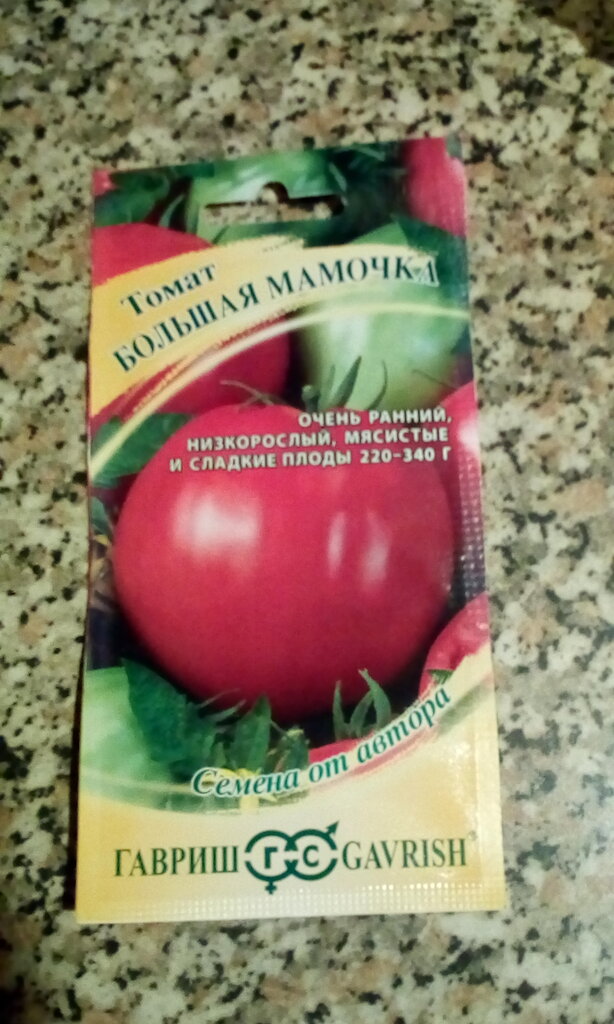 Томат
БОЛЬШАЯ МАМОЧКА
ОЧЕНЬ РАННИЙ,
НИЗКОРОСЛЫЙ, МЯСИСТЫЕ
И СЛАДКИЕ ПЛОДЫ 220-340 Г
Семена от автора
ГАВРИШ ГС GAVRISH®